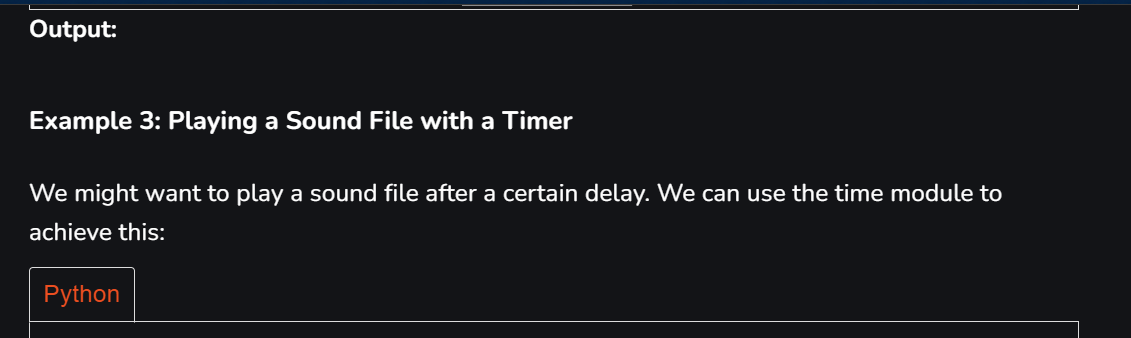 Output:
Example 3: Playing a Sound File with a Timer
We might want to play a sound file after a certain delay. We can use the time module to
achieve this:
Python